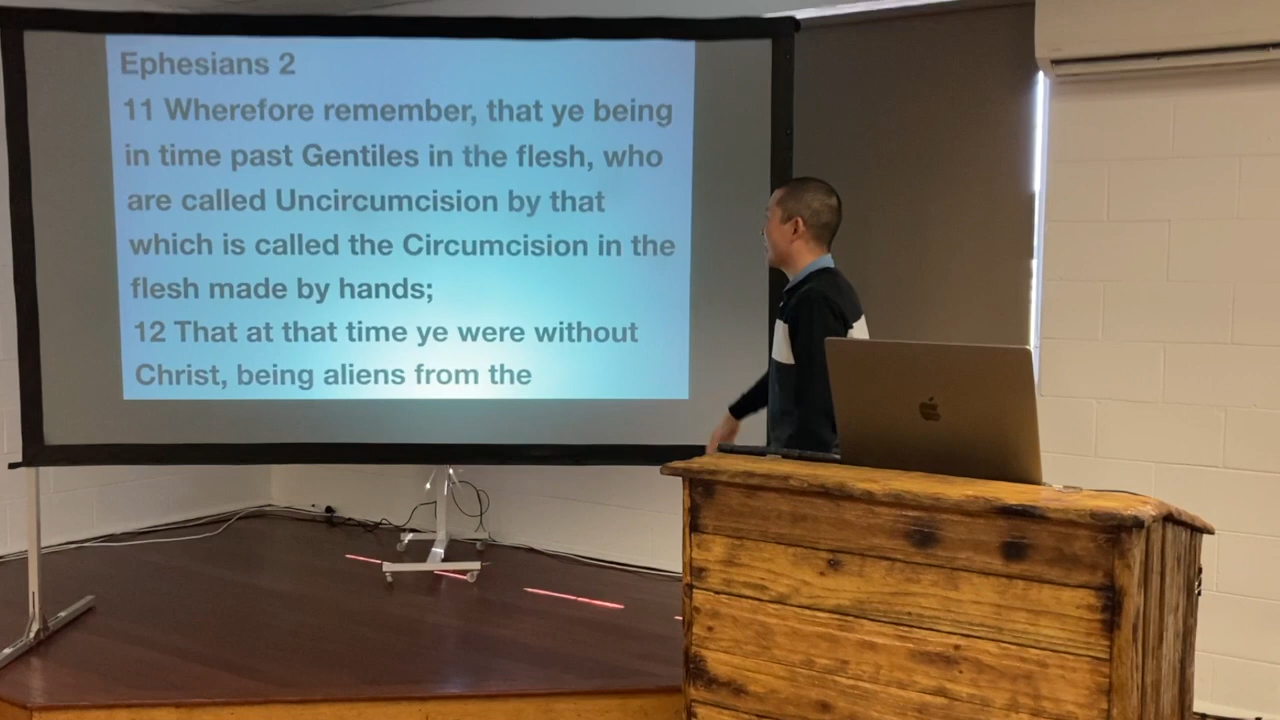 Ephesians 2
11 Wherefore remember, that ye being
in time past Gentiles in the flesh, who
are called Uncircumcision by that
which is called the Circumcision in the
flesh made by hands;
12 That at that time ye were without
Christ, being aliens from the